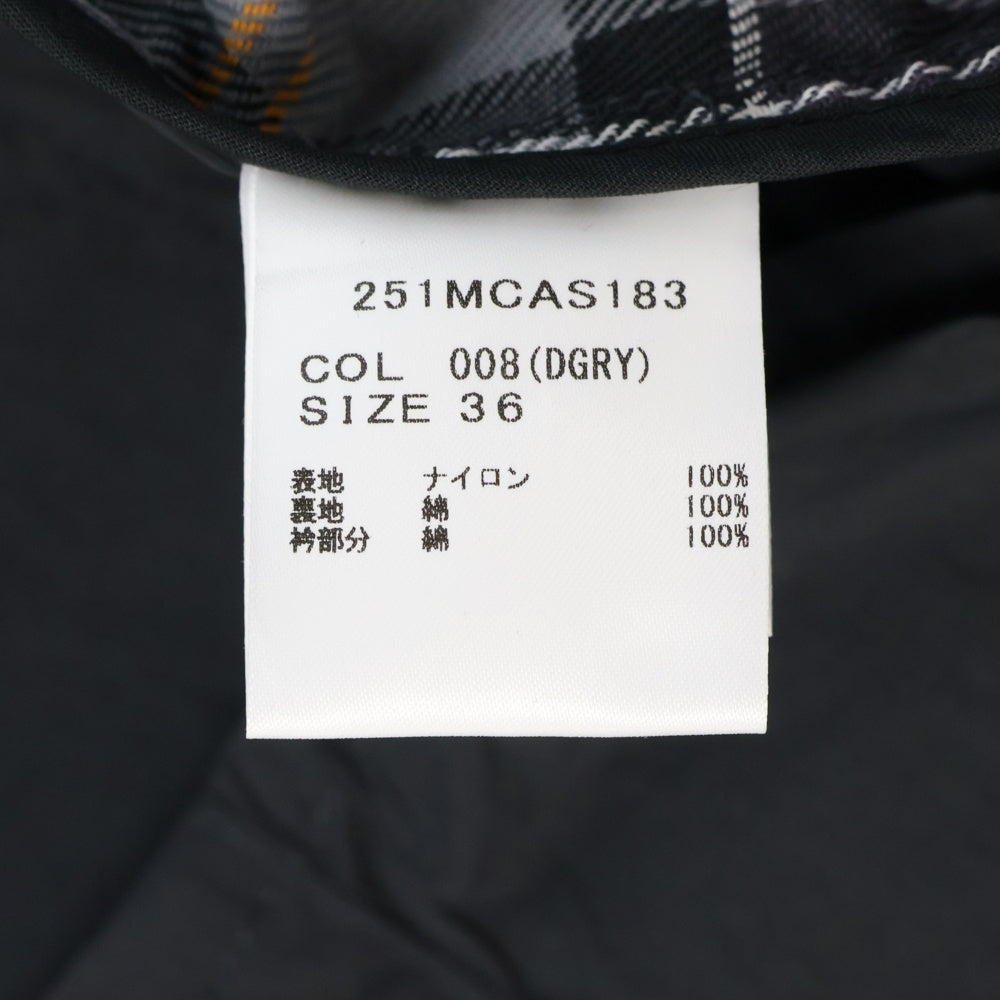 251MCAS183
COL 008(DGRY)
SIZE 36
表地 ナイロン 100%
裏地 綿 100%
衿部分 綿 100%